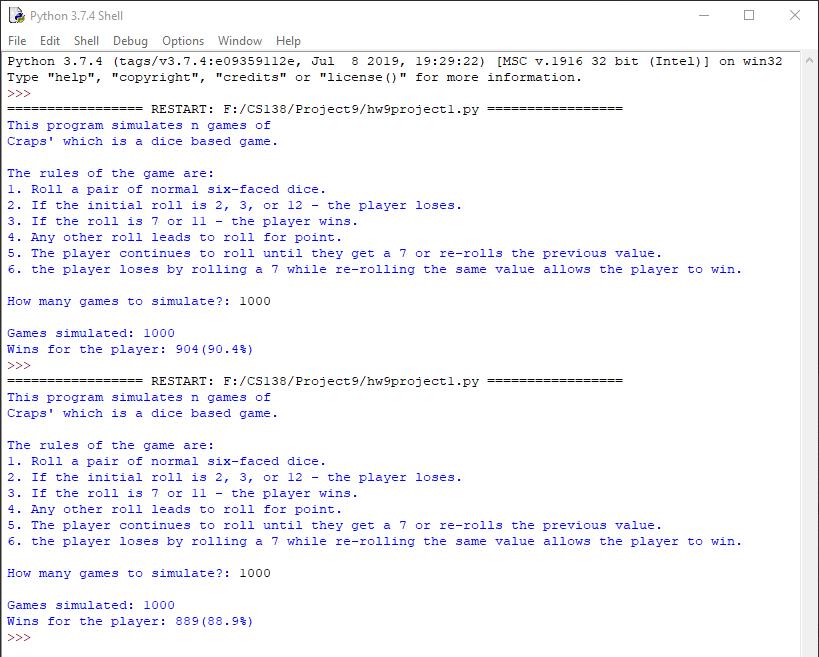 Python 3.7.4 Shell
File Edit Shell Debug Options Window Help
Python 3.7.4 (tags/v3.7.4:e09359112e, Jul  8 2019, 19:29:22) [MSC v.1916 32 bit (Intel)] on win32
Type "help", "copyright", "credits" or "license()" for more information.
>>>
================= RESTART: F:/CS138/Project9/hw9project1.py =================
This program simulates n games of
Craps' which is a dice based game.

The rules of the game are:
1. Roll a pair of normal six-faced dice.
2. If the initial roll is 2, 3, or 12 - the player loses.
3. If the roll is 7 or 11 - the player wins.
4. Any other roll leads to roll for point.
5. The player continues to roll until they get a 7 or re-rolls the previous value.
6. the player loses by rolling a 7 while re-rolling the same value allows the player to win.

How many games to simulate?: 1000

Games simulated: 1000
Wins for the player: 904(90.4%)
>>>
================= RESTART: F:/CS138/Project9/hw9project1.py =================
This program simulates n games of
Craps' which is a dice based game.

The rules of the game are:
1. Roll a pair of normal six-faced dice.
2. If the initial roll is 2, 3, or 12 - the player loses.
3. If the roll is 7 or 11 - the player wins.
4. Any other roll leads to roll for point.
5. The player continues to roll until they get a 7 or re-rolls the previous value.
6. the player loses by rolling a 7 while re-rolling the same value allows the player to win.

How many games to simulate?: 1000

Games simulated: 1000
Wins for the player: 889(88.9%)
>>>